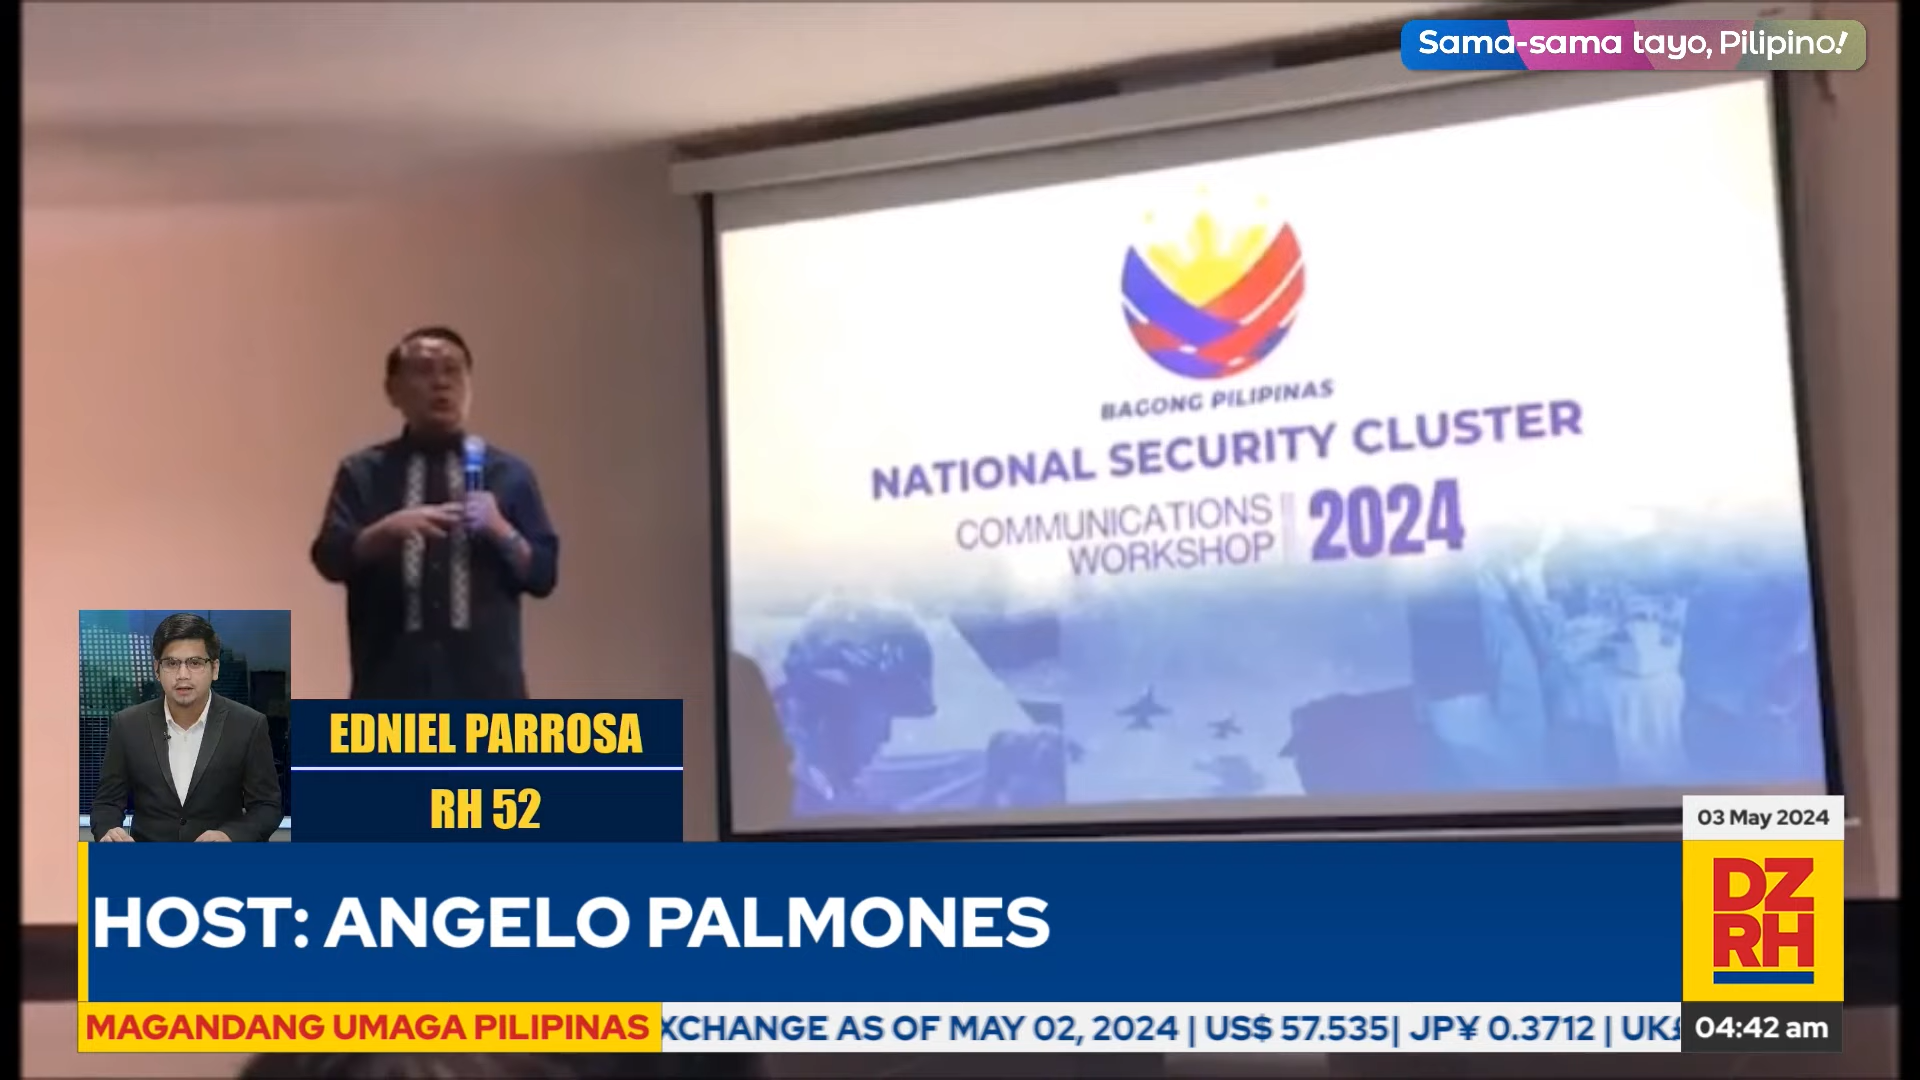 Sama-sama tayo, Pilipino!
BAGONG PILIPINAS
NATIONAL SECURITY CLUSTER
COMMUNICATIONS
WORKSHOP
2024
EDNIEL PARROSA
RH 52
03 May 2024
HOST: ANGELO PALMONES
DZ
RH
MAGANDANG UMAGA PILIPINAS
XCHANGE AS OF MAY 02, 2024 | US$ 57.535| JP¥ 0.3712 | UK£
04:42 am